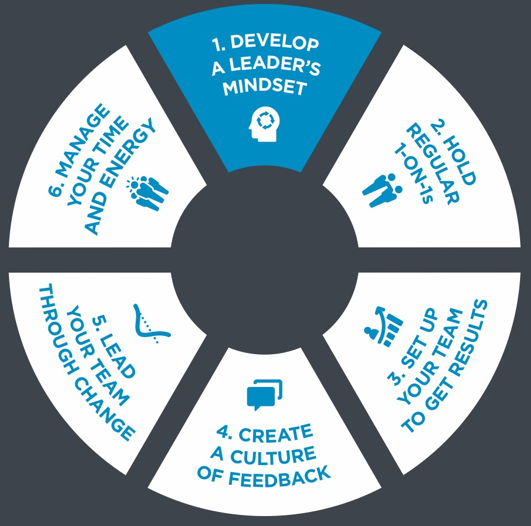 1. DEVELOP
A LEADER'S
MINDSET
2. HOLD
REGULAR
1-ON-1s
3. SET UP
YOUR TEAM
TO GET RESULTS
4. CREATE
A CULTURE
OF FEEDBACK
5. LEAD
YOUR TEAM
THROUGH CHANGE
6. MANAGE
YOUR TIME
AND ENERGY